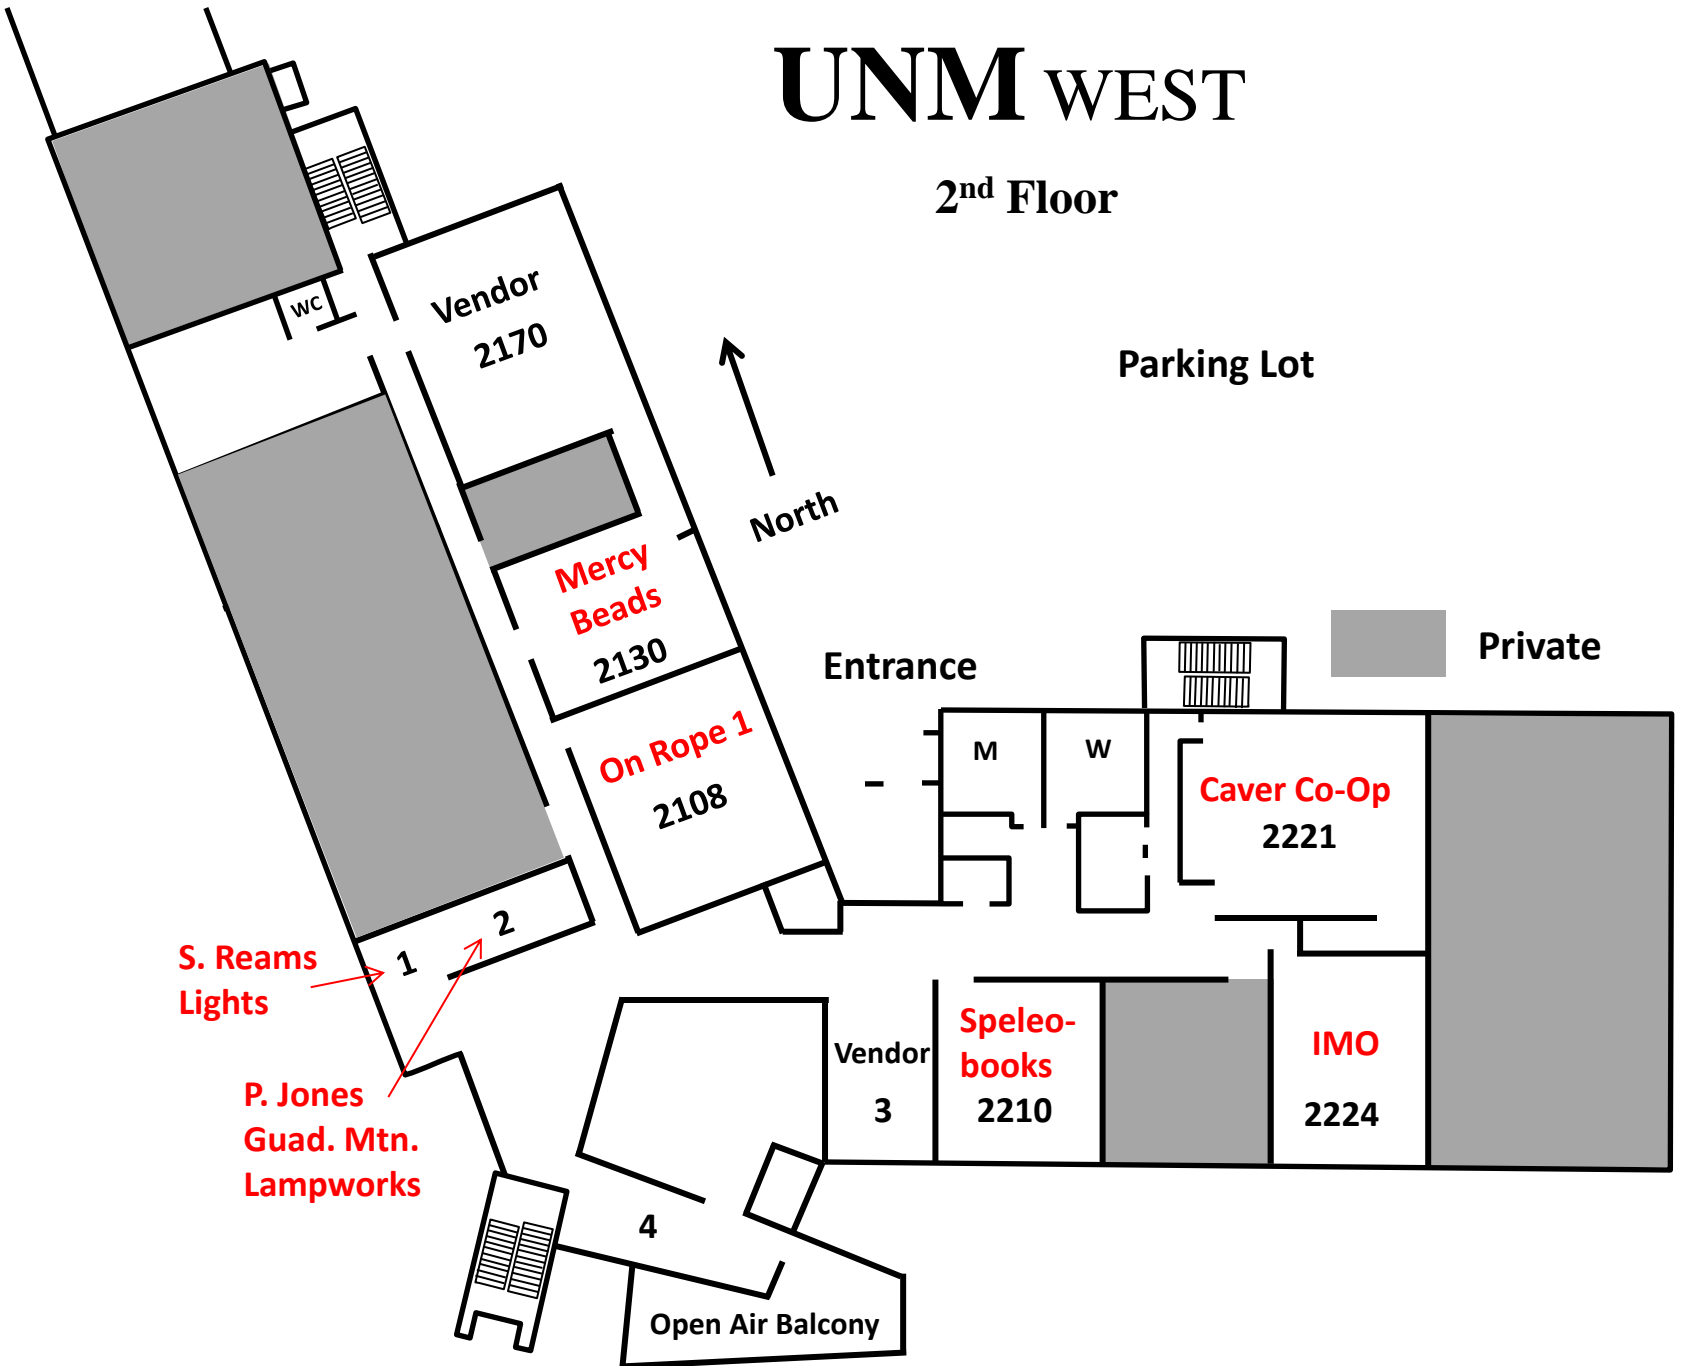 UNM WEST
2nd Floor
WC
Vendor
2170
Parking Lot
North
Mercy
Beads
2130
Entrance
Private
On Rope 1
2108
M
W
Caver Co-Op
2221
2
1
S. Reams
Lights
P. Jones
Guad. Mtn.
Lampworks
Vendor
3
Speleo-
books
2210
IMO
2224
4
Open Air Balcony